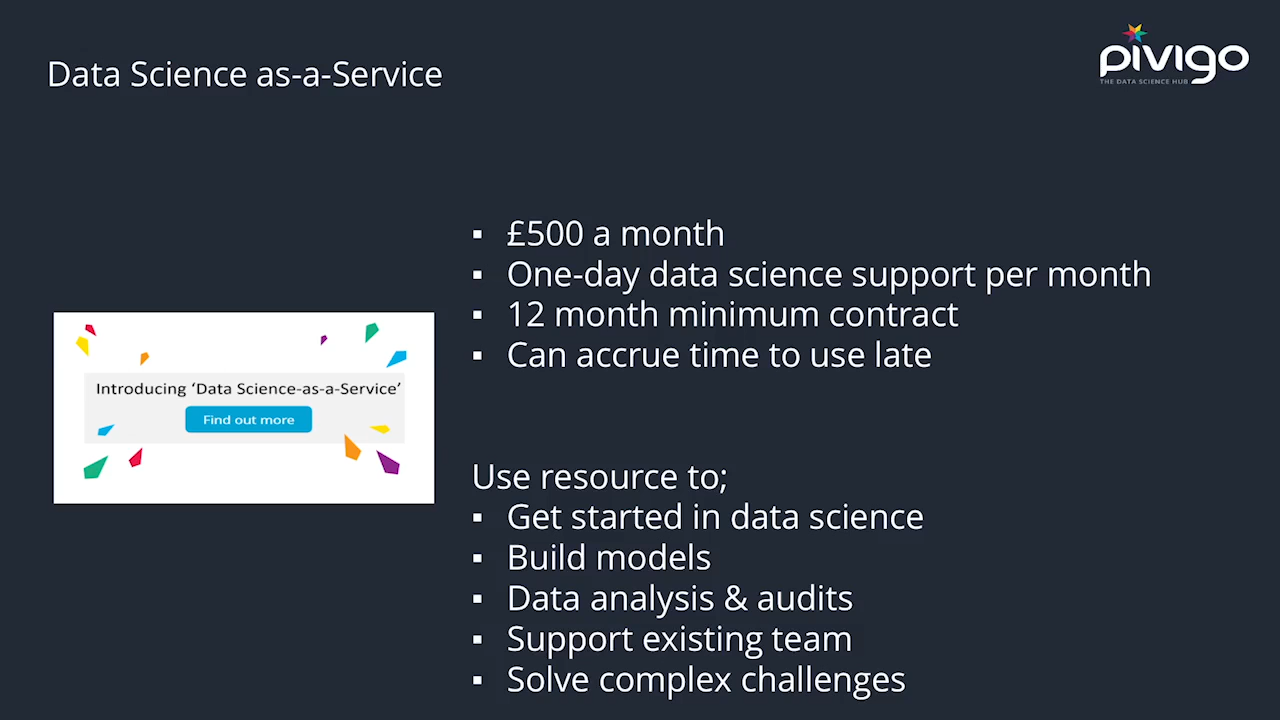 Data Science as-a-Service
pivigo
THE DATA SCIENCE HUB
▪ £500 a month
▪ One-day data science support per month
▪ 12 month minimum contract
▪ Can accrue time to use late
Introducing ‘Data Science-as-a-Service’
Find out more
Use resource to;
▪ Get started in data science
▪ Build models
▪ Data analysis & audits
▪ Support existing team
▪ Solve complex challenges